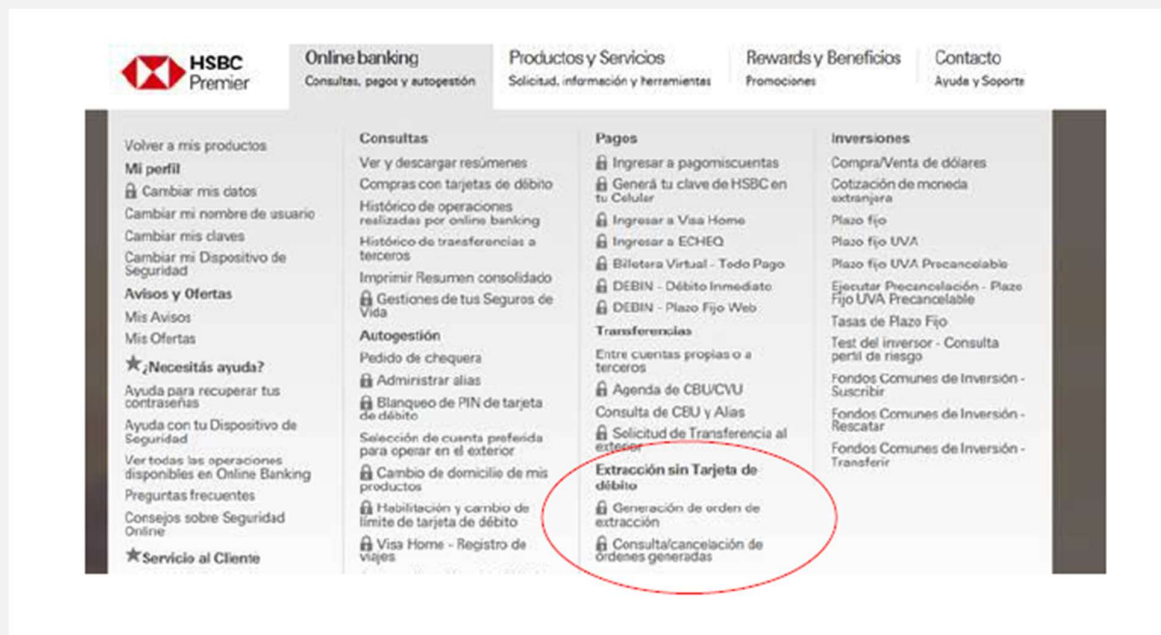 HSBC
Premier
Online banking
Consultas, pagos y autogestión
Productos y Servicios
Solicitud, información y herramientas
Rewards y Beneficios
Promociones
Contacto
Ayuda y Soporte
Volver a mis productos
Mi perfil
Cambiar mis datos
Cambiar mi nombre de usuario
Cambiar mis claves
Cambiar mi Dispositivo de
Seguridad
Avisos y Ofertas
Mis Avisos
Mis Ofertas
¿Necesitás ayuda?
Ayuda para recuperar tus
contraseñas
Ayuda con tu Dispositivo de
Seguridad
Ver todas las operaciones
disponibles en Online Banking
Preguntas frecuentes
Consejos sobre Seguridad
Online
Servicio al Cliente
Consultas
Ver y descargar resúmenes
Compras con tarjetas de débito
Histórico de operaciones
realizadas por online banking
Histórico de transferencias a
terceros
Imprimir Resumen consolidado
Gestiones de tus Seguros de
Vida
Autogestión
Pedido de chequera
Administrar alias
Blanqueo de PIN de tarjeta
de débito
Selección de cuenta preferida
para operar en el exterior
Cambio de domicilio de mis
productos
Habilitación y cambio de
límite de tarjeta de débito
Visa Home - Registro de
viajes
Pagos
Ingresar a pagomiscuentas
Generá tu clave de HSBC en
tu Celular
Ingresar a Visa Home
Ingresar a ECHEQ
Billetera Virtual - Todo Pago
DEBIN - Débito Inmediato
DEBIN - Plazo Fijo Web
Transferencias
Entre cuentas propias o a
terceros
Agenda de CBU/CVU
Consulta de CBU y Alias
Solicitud de Transferencia al
exterior
Extracción sin Tarjeta de
débito
Generación de orden de
extracción
Consulta/cancelación de
órdenes generadas
Inversiones
Compra/Venta de dólares
Cotización de moneda
extranjera
Plazo fijo
Plazo fijo UVA
Plazo fijo UVA Precancelable
Ejecutar Precancelación - Plazo
Fijo UVA Precancelable
Tasas de Plazo Fijo
Test del inversor - Consulta
perfil de riesgo
Fondos Comunes de Inversión -
Suscribir
Fondos Comunes de Inversión -
Rescatar
Fondos Comunes de Inversión -
Transferir